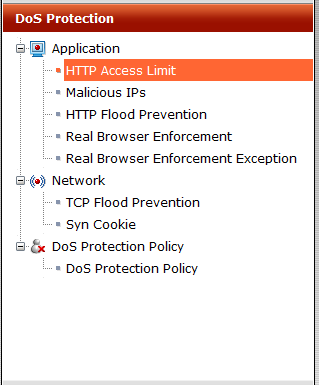 DoS Protection
Application
HTTP Access Limit
Malicious IPs
HTTP Flood Prevention
Real Browser Enforcement
Real Browser Enforcement Exception
Network
TCP Flood Prevention
Syn Cookie
DoS Protection Policy
DoS Protection Policy